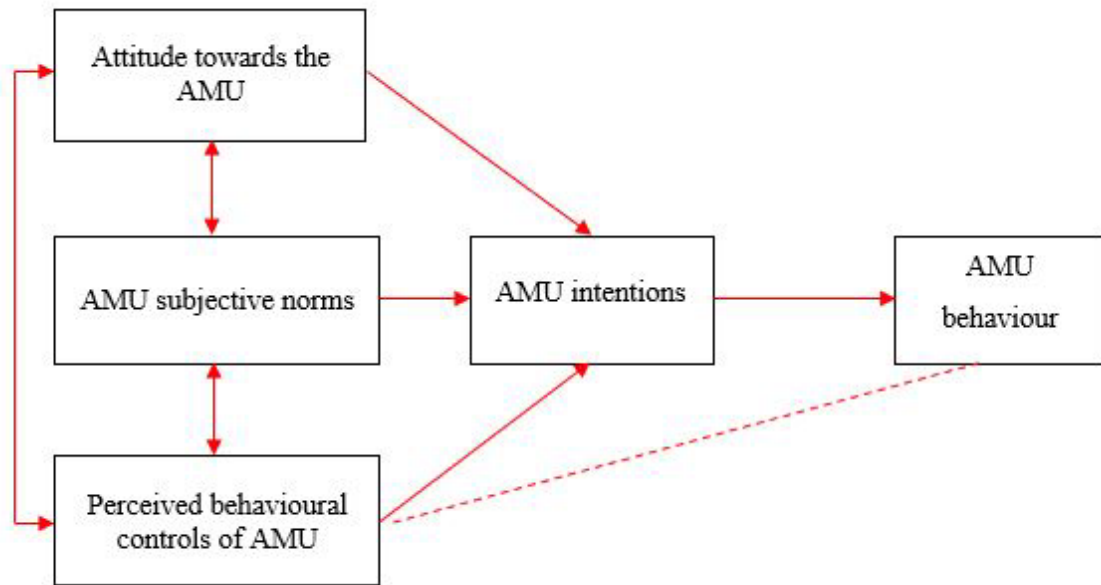 Attitude towards the
AMU
AMU subjective norms
AMU intentions
AMU
behaviour
Perceived behavioural
controls of AMU